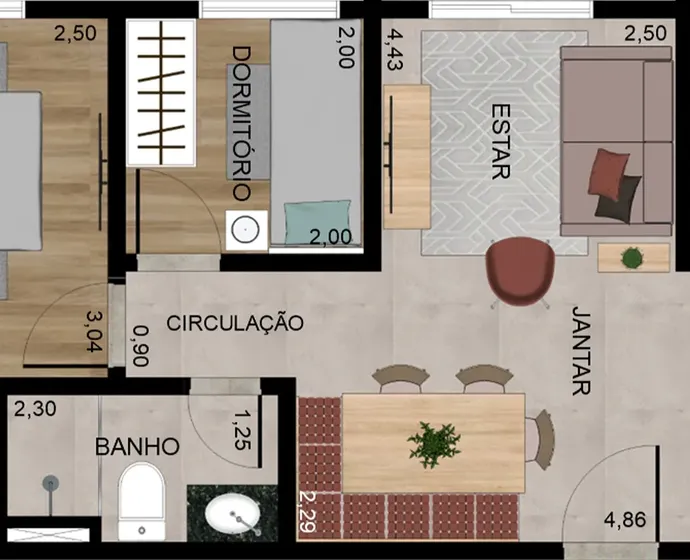 2,50
2,00
4,43
2,50
DORMITÓRIO
ESTAR
2,00
3,04
0,90
CIRCULAÇÃO
JANTAR
2,30
1,25
BANHO
2.29
4,86